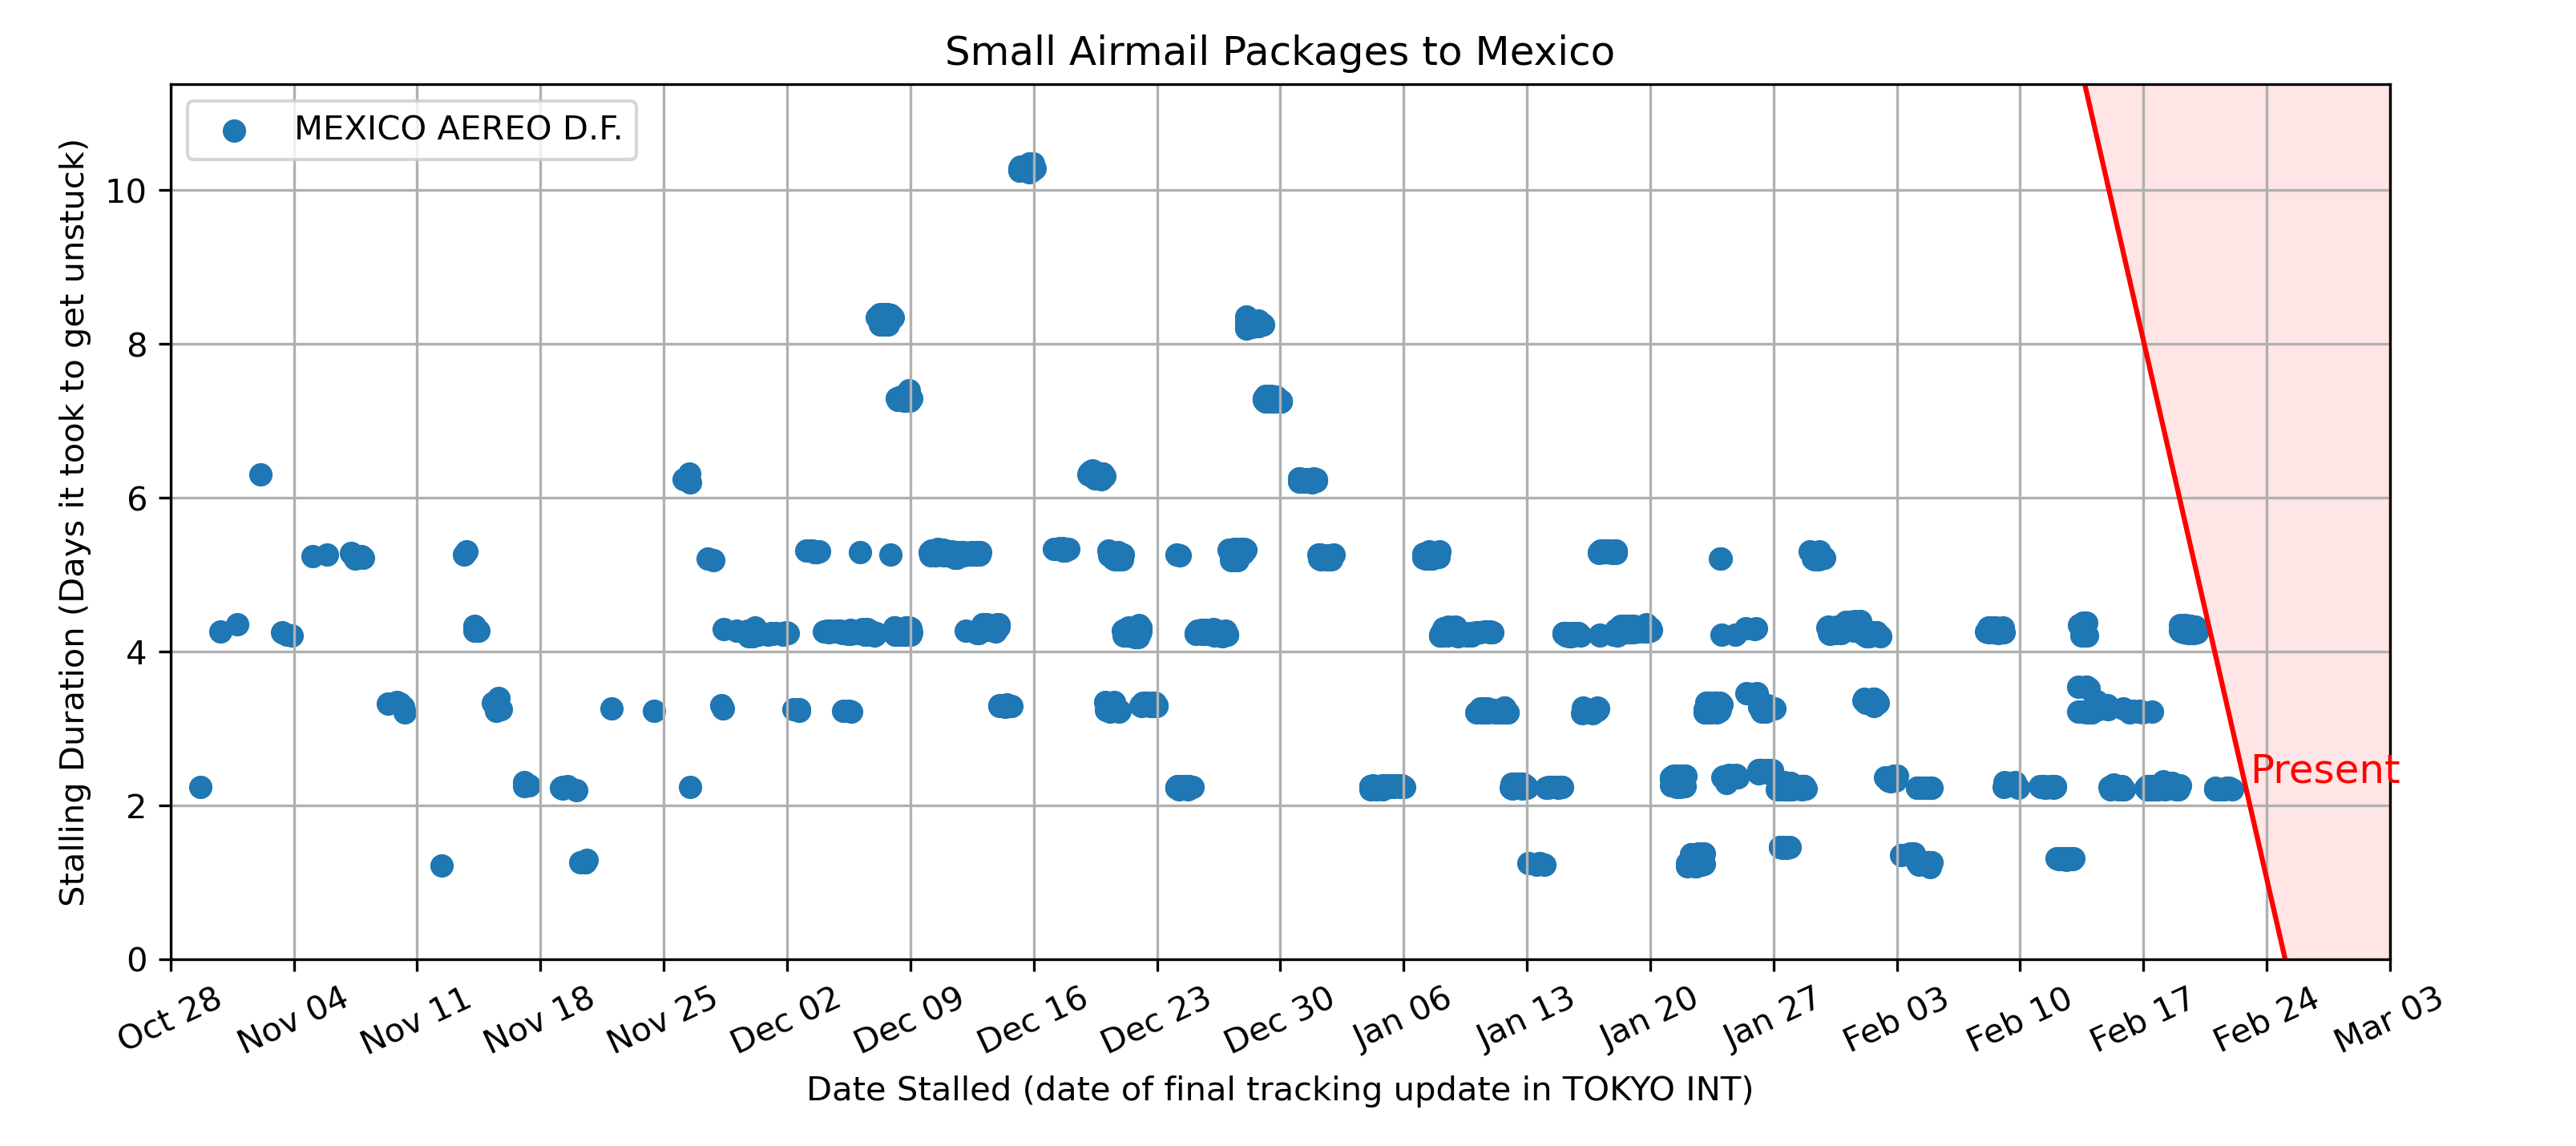 Small Airmail Packages to Mexico
MEXICO AEREO D.F.
Stalling Duration (Days it took to get unstuck)
10
8
6
4
2
0
Present
Oct 28
Nov 04
Nov 11
Nov 18
Nov 25
Dec 02
Dec 09
Dec 16
Dec 23
Dec 30
Jan 06
Jan 13
Jan 20
Jan 27
Feb 03
Feb 10
Feb 17
Feb 24
Mar 03
Date Stalled (date of final tracking update in TOKYO INT)